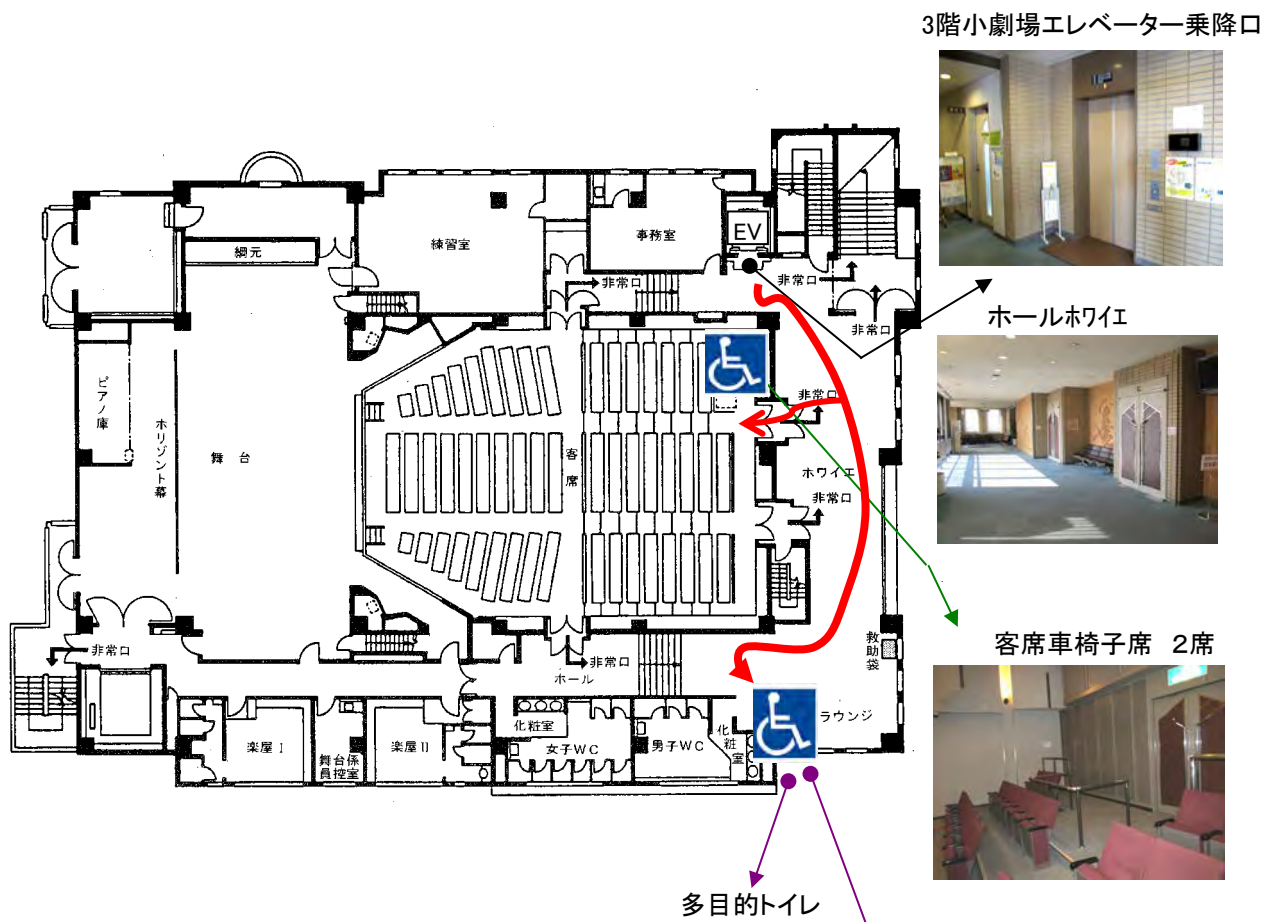 3階小劇場エレベーター乗降口
EV
練習室
事務室
綱元
非常口
非常口
非常口
ホールホワイエ
ピアノ庫
ホリゾント幕
舞台
客席
非常口
ホワイエ
非常口
客席車椅子席 2席
救助袋
非常口
非常口
ホール
ラウンジ
楽屋Ⅰ
舞台係員控室
楽屋Ⅱ
化粧室
女子WC
男子WC
化粧室
多目的トイレ